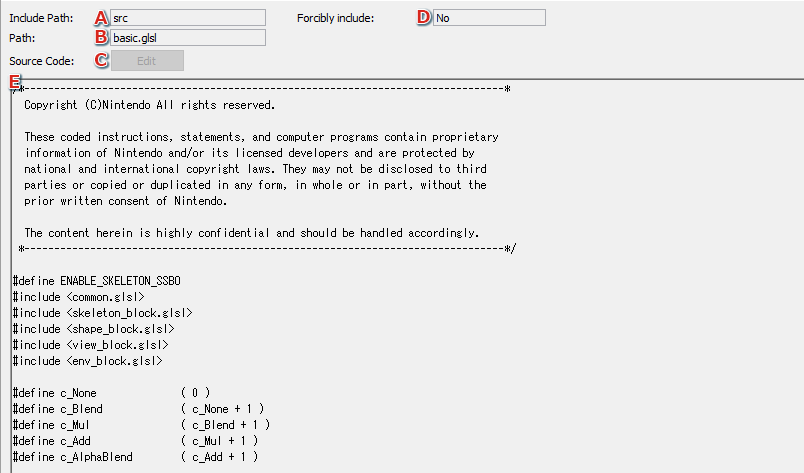 Include Path: A src Forcibly include: D No
Path: B basic.glsl
Source Code: C Edit
E
/*--------------------------------------------------------------------------------*
Copyright (C)Nintendo All rights reserved.
These coded instructions, statements, and computer programs contain proprietary
information of Nintendo and/or its licensed developers and are protected by
national and international copyright laws. They may not be disclosed to third
parties or copied or duplicated in any form, in whole or in part, without the
prior written consent of Nintendo.
The content herein is highly confidential and should be handled accordingly.
*--------------------------------------------------------------------------------*/
#define ENABLE_SKELETON_SSBO
#include <common.glsl>
#include <skeleton_block.glsl>
#include <shape_block.glsl>
#include <view_block.glsl>
#include <env_block.glsl>
#define c_None ( 0 )
#define c_Blend ( c_None + 1 )
#define c_Mul ( c_Blend + 1 )
#define c_Add ( c_Mul + 1 )
#define c_AlphaBlend ( c_Add + 1 )